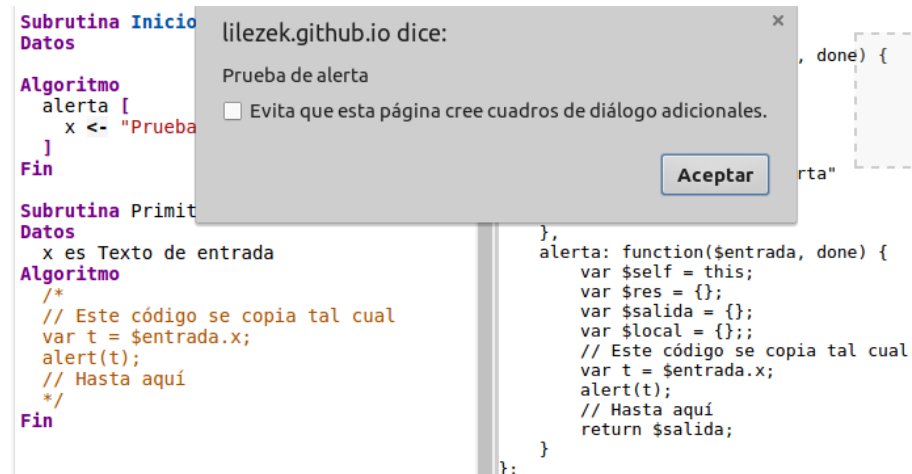 Subrutina Inicio
Datos
Algoritmo
alerta [
x <- "Prueba
]
Fin
Subrutina Primit
Datos
x es Texto de entrada
Algoritmo
/*
// Este código se copia tal cual
var t = $entrada.x;
alert(t);
// Hasta aquí
*/
Fin
lilezek.github.io dice:
×
Prueba de alerta
Evita que esta página cree cuadros de diálogo adicionales.
Aceptar
, done) {
rta"
},
alerta: function($entrada, done) {
var $self = this;
var $res = {};
var $salida = {};
var $local = {};;
// Este código se copia tal cual
var t = $entrada.x;
alert(t);
// Hasta aquí
return $salida;
}
};